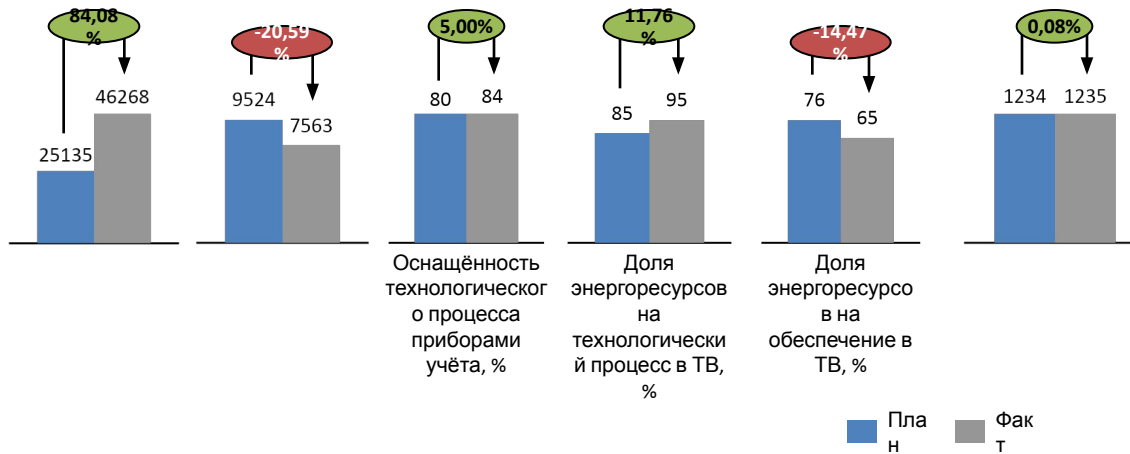 84,08
%
-20,59
%
5,00%
11,76
%
-14,47
%
0,08%
25135
46268
9524
7563
80
84
85
95
76
65
1234
1235
Оснащённость
технологическог
о процесса
приборами
учёта, %
Доля
энергоресурсов
на
технологически
й процесс в ТВ,
%
Доля
энергоресурсо
в на
обеспечение в
ТВ, %
Пла
н
Фак
т